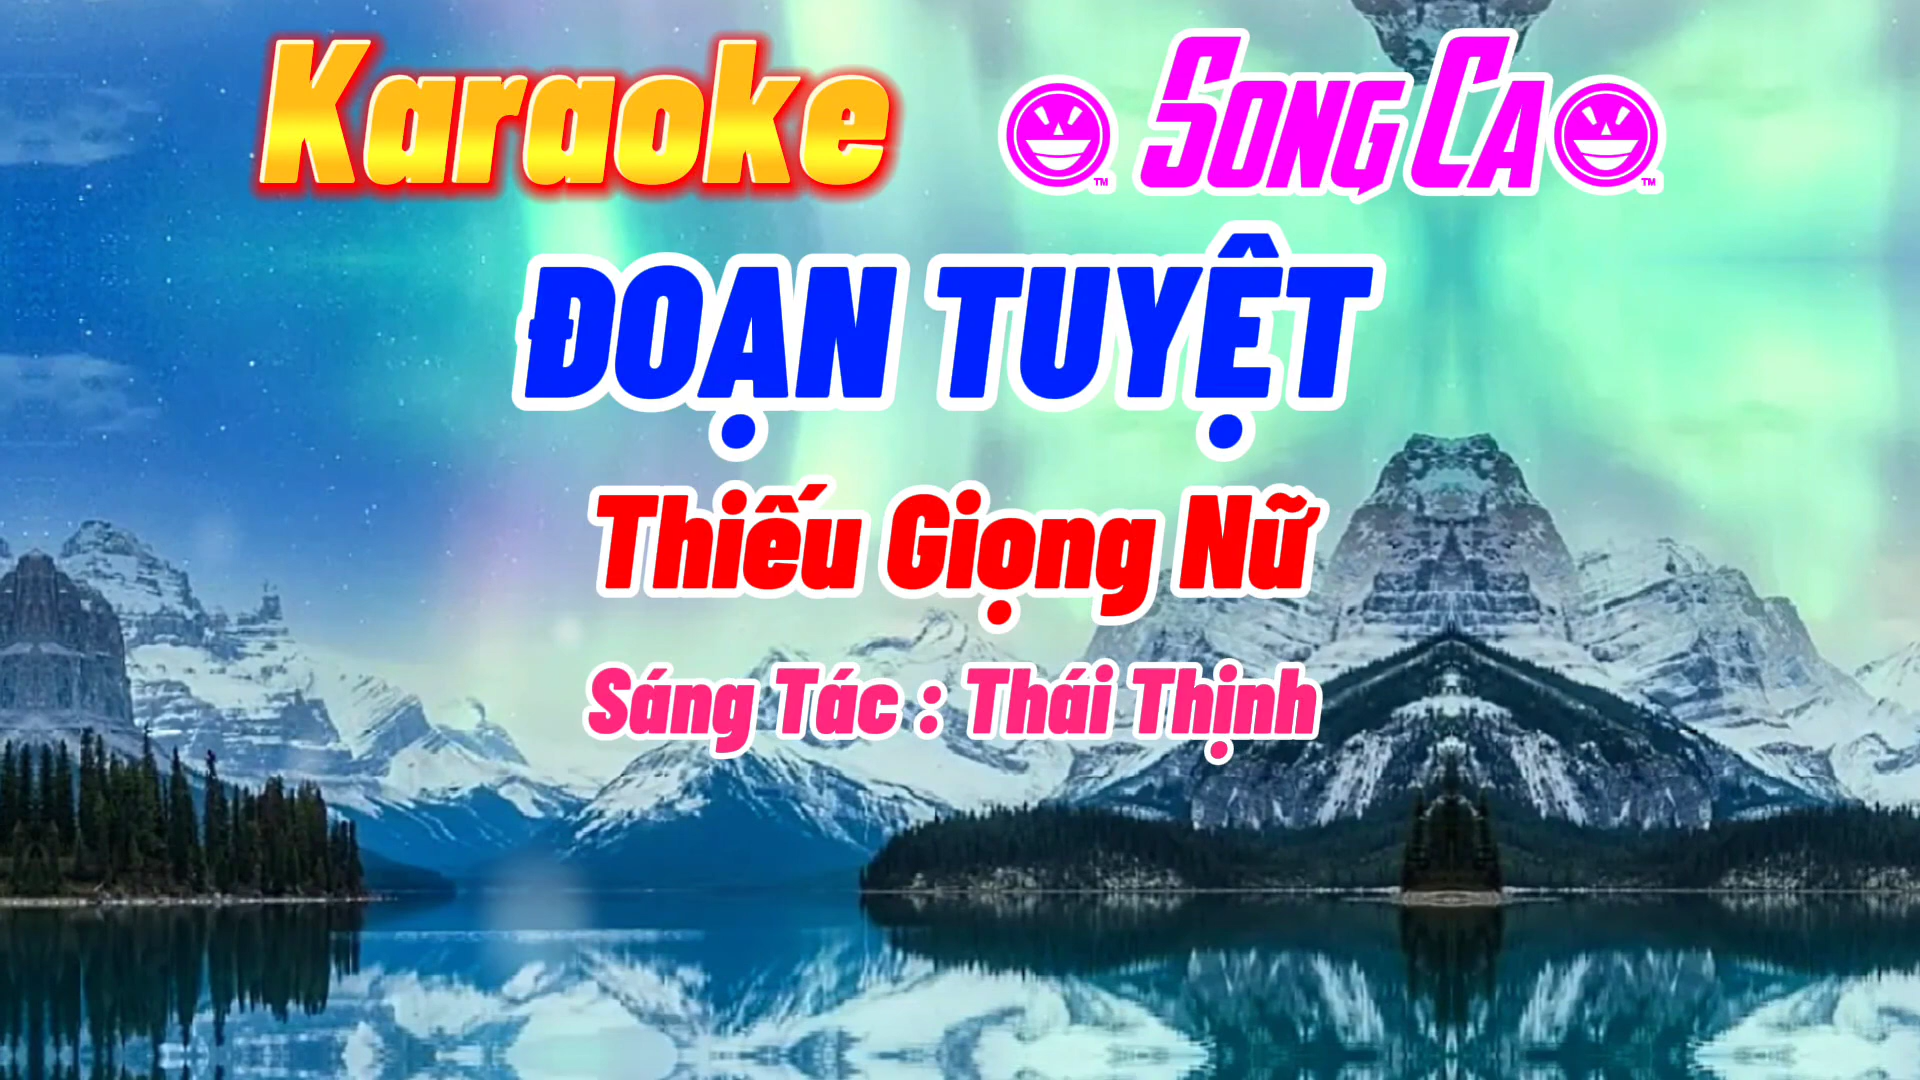 Karaoke SONG CA
ĐOẠN TUYỆT
Thiếu Giọng Nữ
Sáng Tác : Thái Thịnh